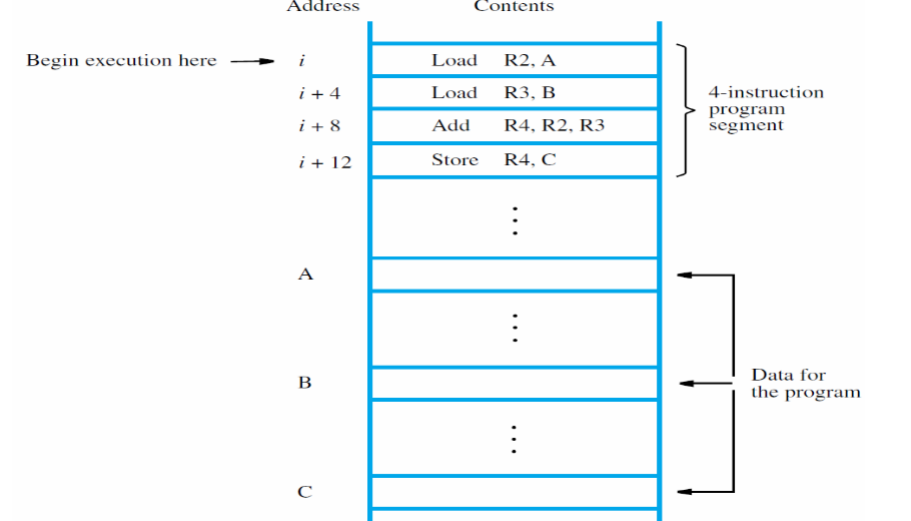 Address Contents
Begin execution here i Load R2, A
i + 4 Load R3, B
i + 8 Add R4, R2, R3
i + 12 Store R4, C
4-instruction
program
segment
A
B
C
Data for
the program